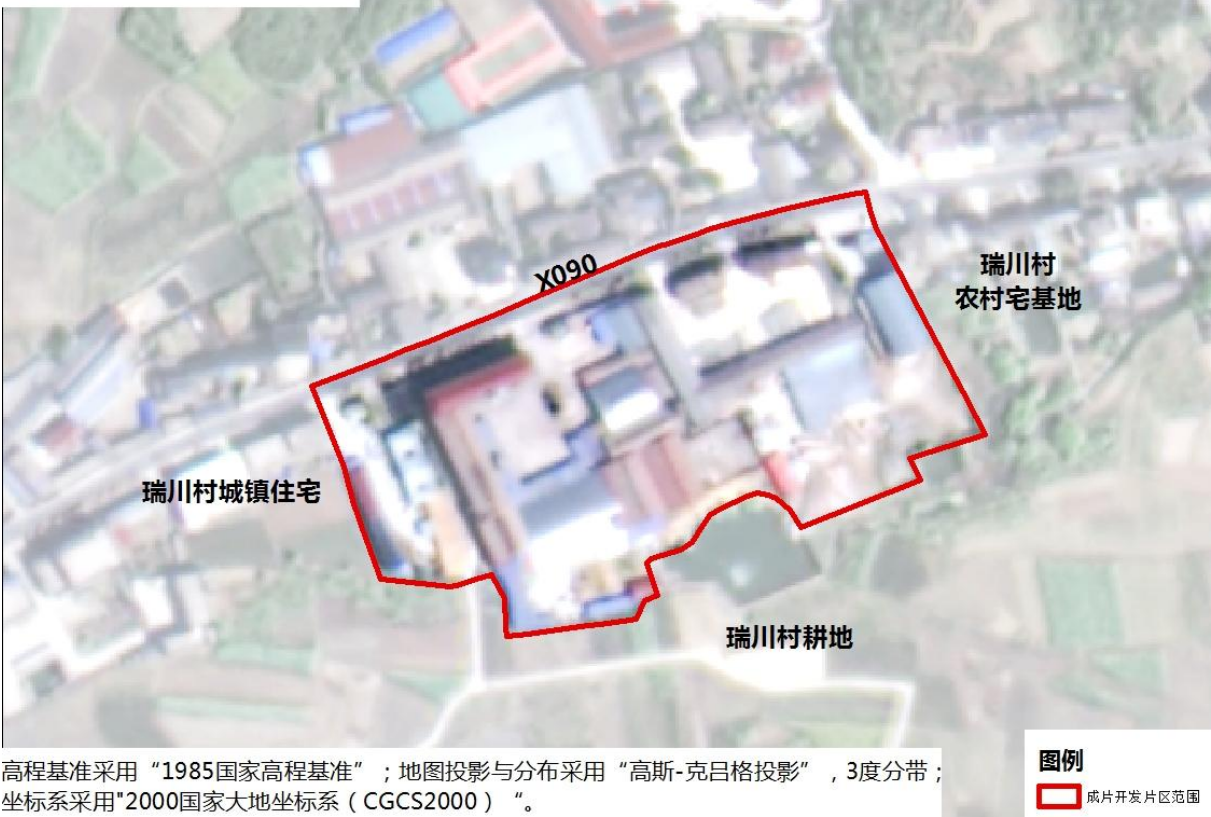 X090
瑞川村
农村宅基地
瑞川村城镇住宅
瑞川村耕地
高程基准采用“1985国家高程基准”；地图投影与分布采用“高斯-克吕格投影”，3度分带；
坐标系采用"2000国家大地坐标系（CGCS2000）“。
图例
成片开发片区范围